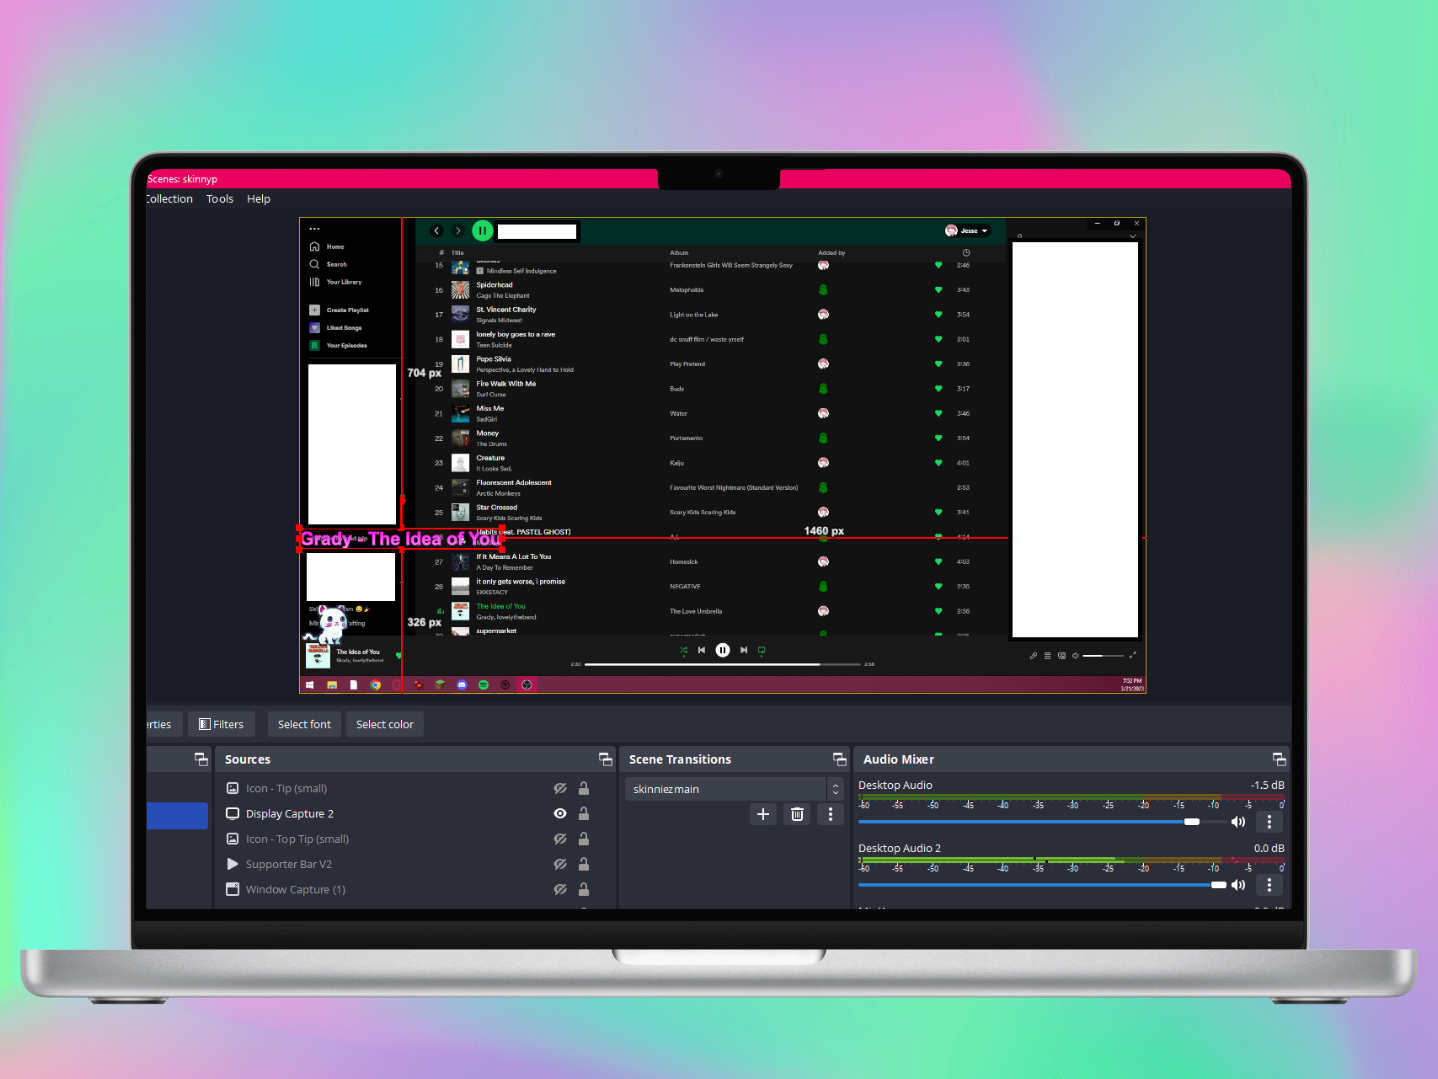 Scenes: skinnyp
Collection Tools Help
Home
Search
Your Library
Create Playlist
Liked Songs
Your Episodes
Jesse
# Title Album Added by
15 Mindless Self Indulgence Frankenstein Girls Will Seem Strangely Sexy 2:46
16 Spiderhead Melophobia 3:43
Cage The Elephant
17 St. Vincent Charity Light on the Lake 3:54
Signals Midwest
18 lonely boy goes to a rave dc snuff film / waste yrself 2:01
Teen Suicide
19 Pepe Silvia Play Pretend 2:36
Perspective, a Lovely Hand to Hold
704 px
20 Fire Walk With Me Buds 3:17
Surf Curse
21 Miss Me Water 3:46
SadGirl
22 Money Portamento 3:54
The Drums
23 Creature Kaiju 4:01
It Looks Sad.
24 Fluorescent Adolescent Favourite Worst Nightmare (Standard Version) 2:53
Arctic Monkeys
25 Star Crossed Scary Kids Scaring Kids 3:41
Scary Kids Scaring Kids
Habits (feat. PASTEL GHOST) 1460 px
Grady - The Idea of You
27 If It Means A Lot To You Homesick 4:03
A Day To Remember
28 it only gets worse, i promise NEGATIVE 2:35
EKKSTACY
The Idea of You The Love Umbrella 2:56
Grady, lovelytheband
326 px
supermarket
The Idea of You
Grady, lovelytheband
2:30 2:56
7:52 PM
3/21/2023
Filters Select font Select color
Sources
Icon - Tip (small)
Display Capture 2
Icon - Top Tip (small)
Supporter Bar V2
Window Capture (1)
Scene Transitions
skinniezmain
Audio Mixer
Desktop Audio -1.5 dB
-60 -55 -50 -45 -40 -35 -30 -25 -20 -15 -10 -5 0
Desktop Audio 2 0.0 dB
-60 -55 -50 -45 -40 -35 -30 -25 -20 -15 -10 -5 0